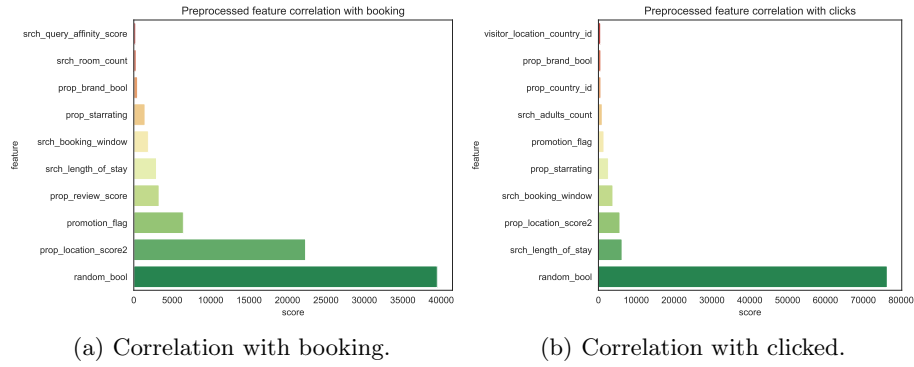 Preprocessed feature correlation with booking
feature
srch_query_affinity_score
srch_room_count
prop_brand_bool
prop_starrating
srch_booking_window
srch_length_of_stay
prop_review_score
promotion_flag
prop_location_score2
random_bool
0 5000 10000 15000 20000 25000 30000 35000 40000
score
(a) Correlation with booking.
Preprocessed feature correlation with clicks
feature
visitor_location_country_id
prop_brand_bool
prop_country_id
srch_adults_count
promotion_flag
prop_starrating
srch_booking_window
prop_location_score2
srch_length_of_stay
random_bool
0 10000 20000 30000 40000 50000 60000 70000 80000
score
(b) Correlation with clicked.